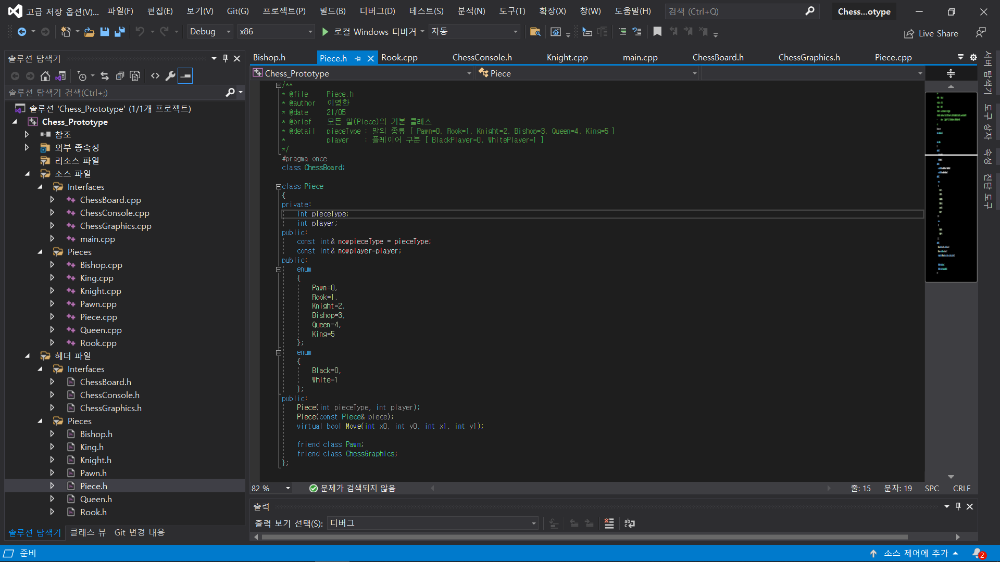 고급 저장 옵션(V)... 파일(F) 편집(E) 보기(V) Git(G) 프로젝트(P) 빌드(B) 디버그(D) 테스트(S) 분석(N) 도구(T) 확장(X) 창(W) 도움말(H) 검색 (Ctrl+Q) Chess...otype
Debug x86 로컬 Windows 디버거 자동 Live Share
솔루션 탐색기
솔루션 탐색기 검색(Ctrl+;)
솔루션 'Chess_Prototype' (1/1개 프로젝트)
Chess_Prototype
참조
외부 종속성
리소스 파일
소스 파일
Interfaces
ChessBoard.cpp
ChessConsole.cpp
ChessGraphics.cpp
main.cpp
Pieces
Bishop.cpp
King.cpp
Knight.cpp
Pawn.cpp
Piece.cpp
Queen.cpp
Rook.cpp
헤더 파일
Interfaces
ChessBoard.h
ChessConsole.h
ChessGraphics.h
Pieces
Bishop.h
King.h
Knight.h
Pawn.h
Piece.h
Queen.h
Rook.h
솔루션 탐색기 클래스 뷰 Git 변경 내용
Bishop.h Piece.h Rook.cpp ChessConsole.h Knight.cpp main.cpp ChessBoard.h ChessGraphics.h Piece.cpp
Chess_Prototype Piece
/**
* @file Piece.h
* @author 이영한
* @date 21/05
* @brief 모든 말(Piece)의 기본 클래스
* @detail pieceType : 말의 종류 [ Pawn=0, Rook=1, Knight=2, Bishop=3, Queen=4, King=5 ]
* player : 플레이어 구분 [ BlackPlayer=0, WhitePlayer=1 ]
*/
#pragma once
class ChessBoard;
class Piece
{
private:
int pieceType;
int player;
public:
const int& nowpieceType = pieceType;
const int& nowplayer=player;
public:
enum
{
Pawn=0,
Rook=1,
Knight=2,
Bishop=3,
Queen=4,
King=5
};
enum
{
Black=0,
White=1
};
public:
Piece(int pieceType, int player);
Piece(const Piece& piece);
virtual bool Move(int x0, int y0, int x1, int y1);
friend class Pawn;
friend class ChessGraphics;
};
82 % 문제가 검색되지 않음 줄: 15 문자: 19 SPC CRLF
출력
출력 보기 선택(S): 디버그
서버 탐색기
도구 상자
속성
진단 도구
준비 소스 제어에 추가 2